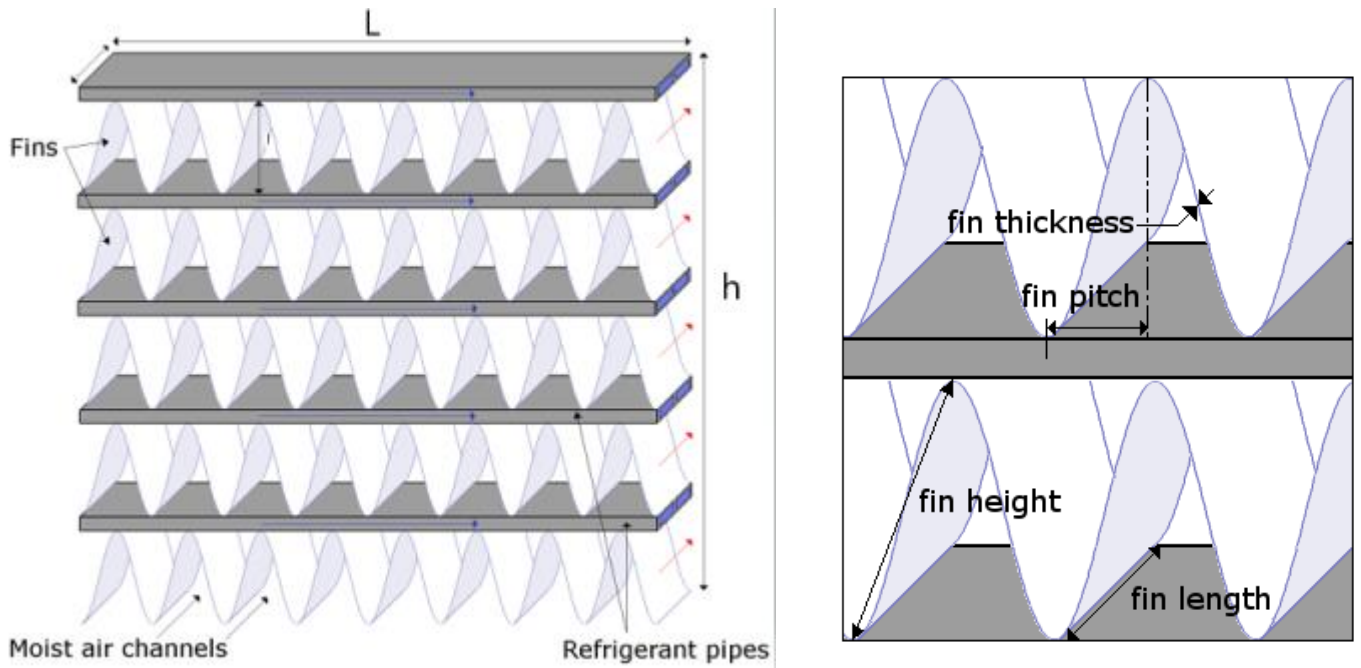 L
Fins
h
Moist air channels
Refrigerant pipes
fin thickness
fin pitch
fin height
fin length